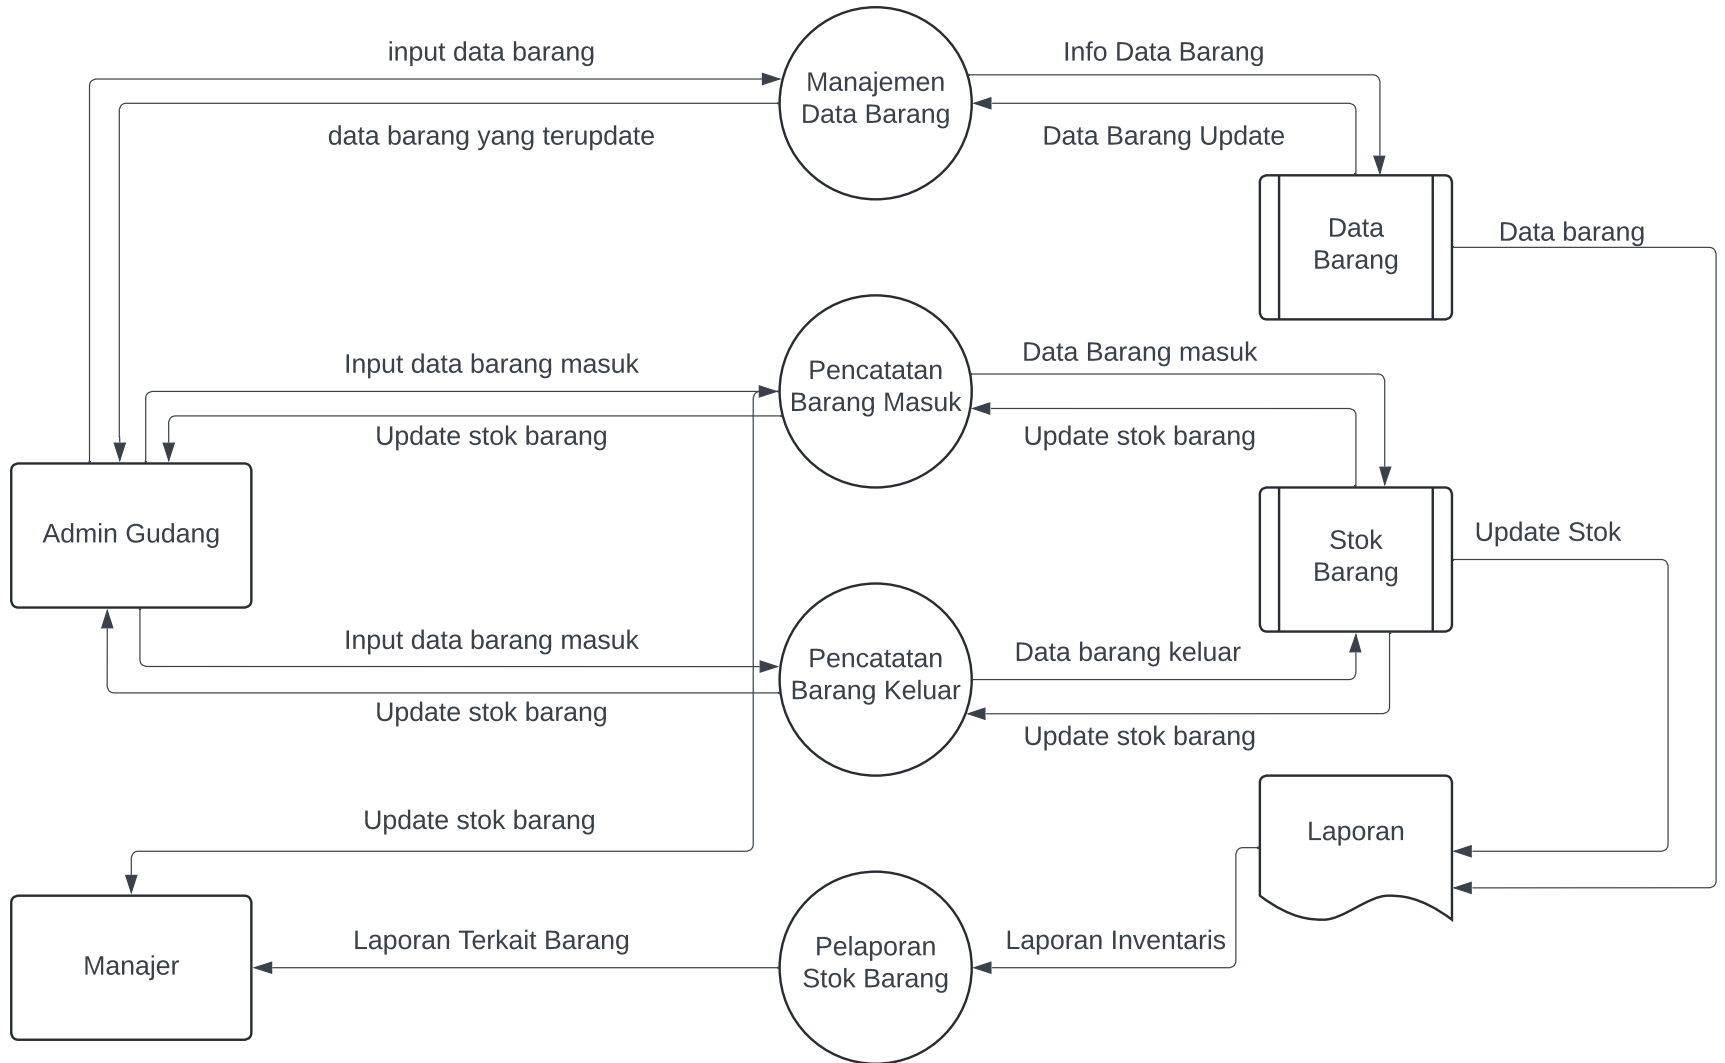 input data barang
Info Data Barang
Manajemen
Data Barang
data barang yang terupdate
Data Barang Update
Data
Barang
Data barang
Input data barang masuk
Data Barang masuk
Pencatatan
Barang Masuk
Update stok barang
Update stok barang
Admin Gudang
Stok
Barang
Update Stok
Input data barang masuk
Data barang keluar
Pencatatan
Barang Keluar
Update stok barang
Update stok barang
Update stok barang
Laporan
Laporan Terkait Barang
Laporan Inventaris
Manajer
Pelaporan
Stok Barang